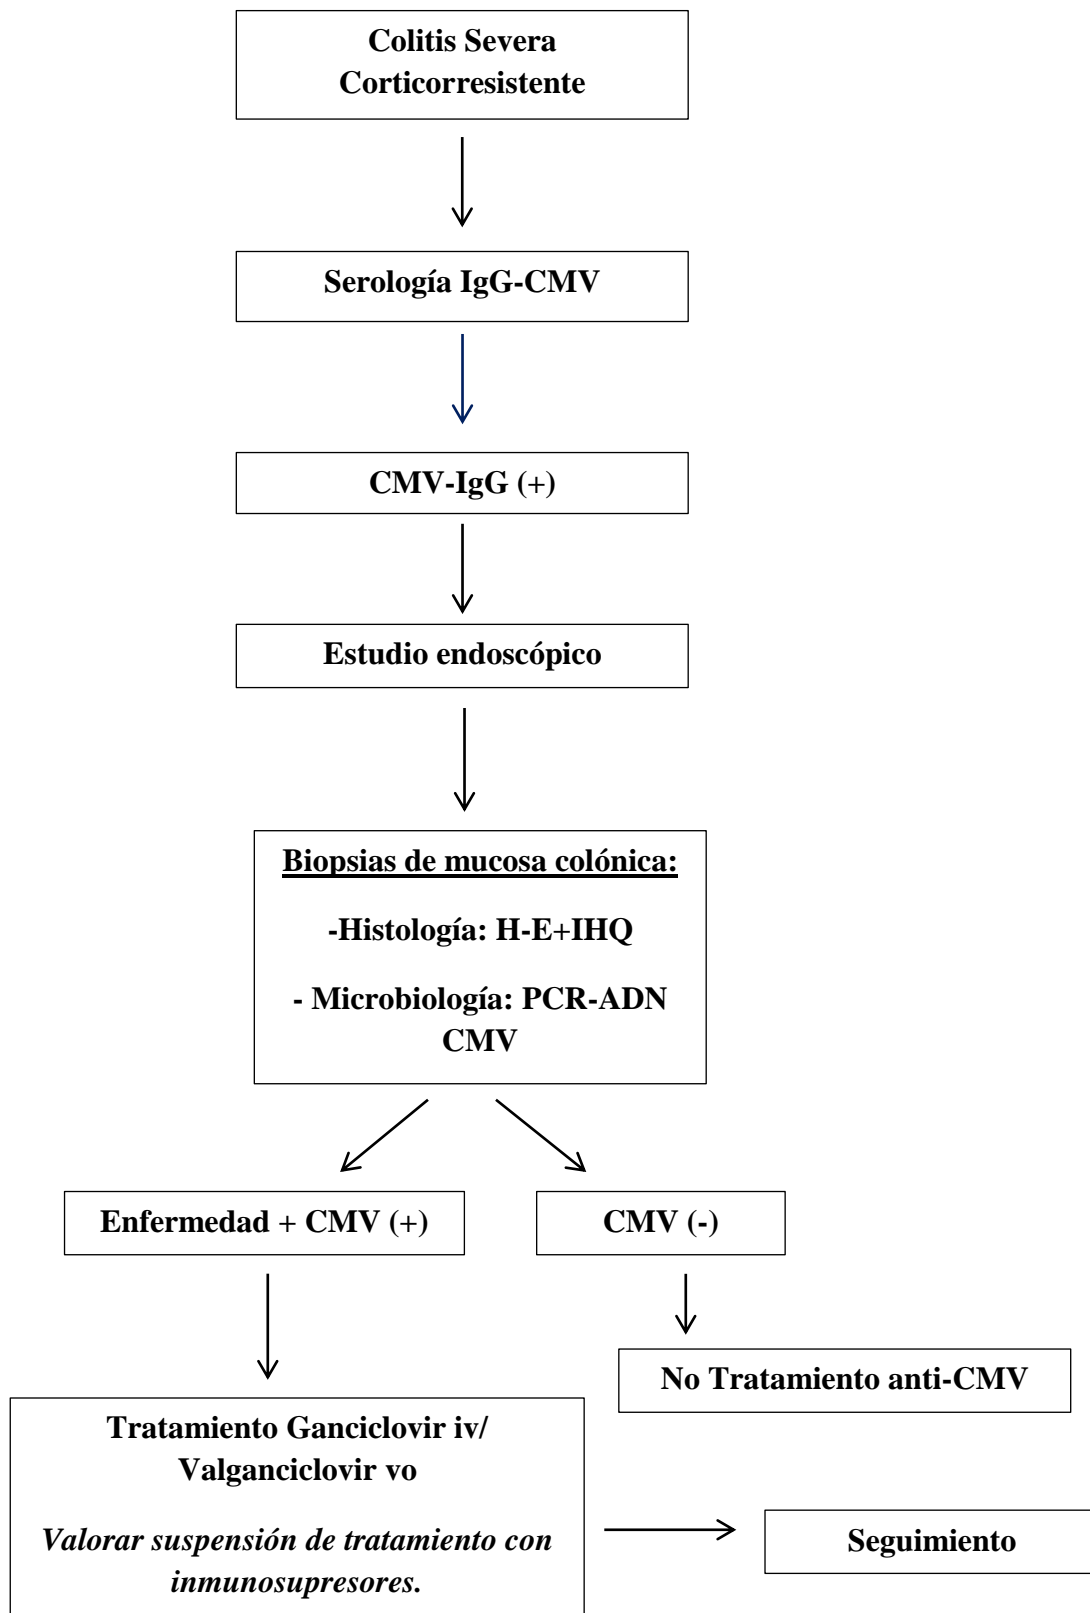 Colitis Severa
Corticorresistente
Serología IgG-CMV
CMV-IgG (+)
Estudio endoscópico
Biopsias de mucosa colónica:
-Histología: H-E+IHQ
- Microbiología: PCR-ADN
CMV
Enfermedad + CMV (+)
CMV (-)
No Tratamiento anti-CMV
Tratamiento Ganciclovir iv/
Valganciclovir vo
Valorar suspensión de tratamiento con
inmunosupresores.
Seguimiento